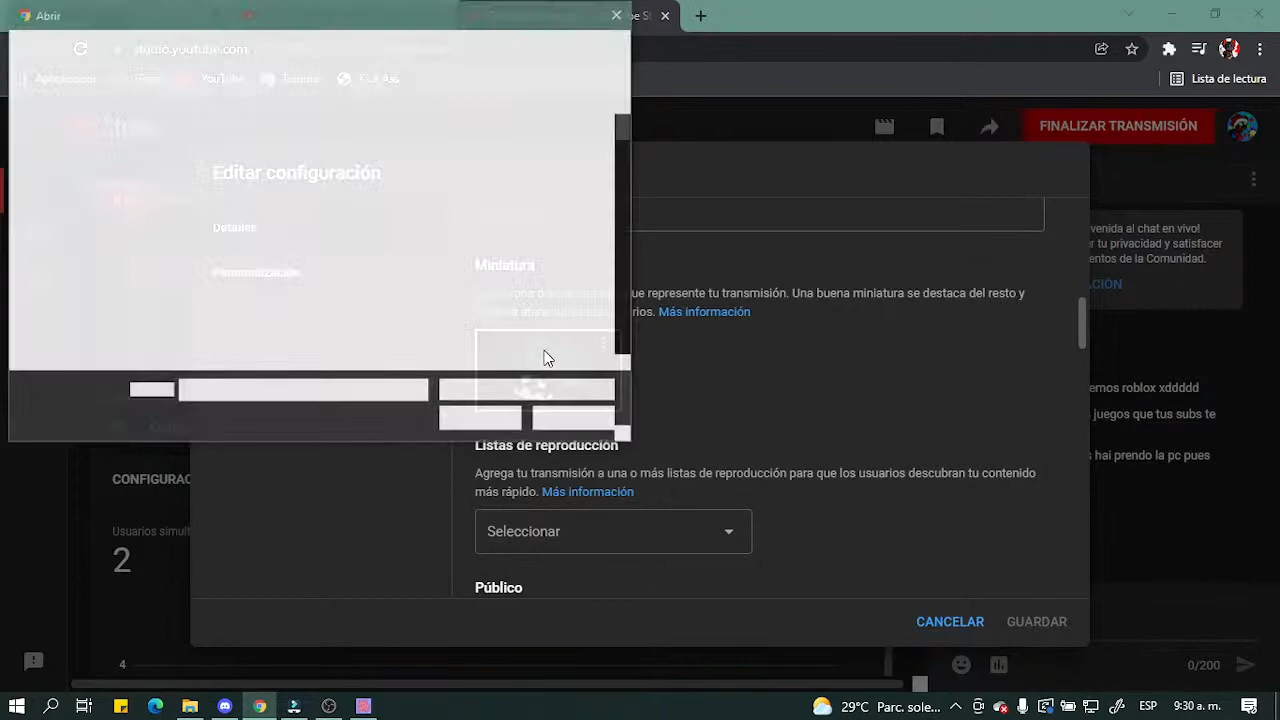 Abrir
studio.youtube.com
YouTube
Lista de lectura
FINALIZAR TRANSMISIÓN
Editar configuración
Detalles
Personalización
Miniatura
que represente tu transmisión. Una buena miniatura se destaca del resto y
Más información
venida al chat en vivo!
r tu privacidad y satisfacer
entos de la Comunidad.
CIÓN
Listas de reproducción
Agrega tu transmisión a una o más listas de reproducción para que los usuarios descubran tu contenido
más rápido. Más información
Seleccionar
Público
CANCELAR
GUARDAR
CONFIGURAC
Usuarios simult
2
emos roblox xdddd
juegos que tus subs te
s hai prendo la pc pues
4
0/200
29°C Parc. sole...
ESP
9:30 a. m.